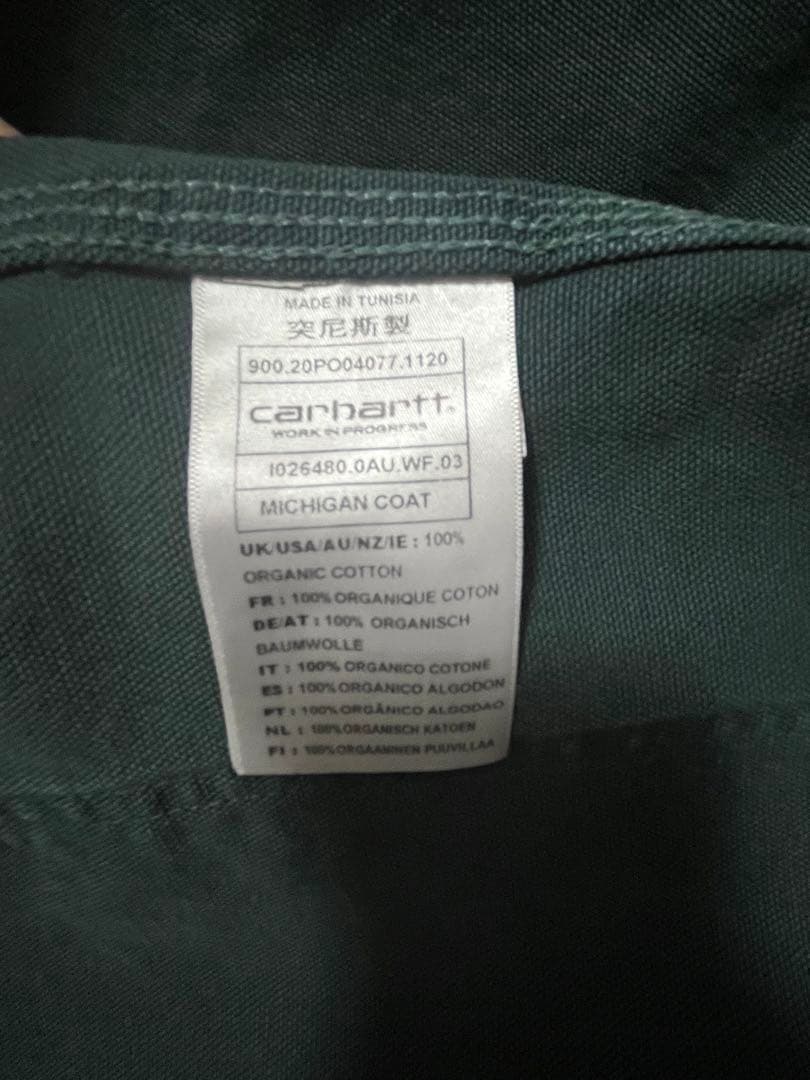 MADE IN TUNISIA
突尼斯製
900.20PO04077.1120
carhartt®
WORK IN PROGRESS
I026480.0AU.WF.03
MICHIGAN COAT
UK/USA/AU/NZ/IE : 100%
ORGANIC COTTON
FR : 100% ORGANIQUE COTON
DE/AT : 100% ORGANISCH
BAUMWOLLE
IT : 100% ORGANICO COTONE
ES : 100% ORGANICO ALGODON
PT : 100% ORGÂNICO ALGODAO
NL : 100% ORGANISCH KATOEN
FI : 100% ORGAANINEN PUUVILLAA